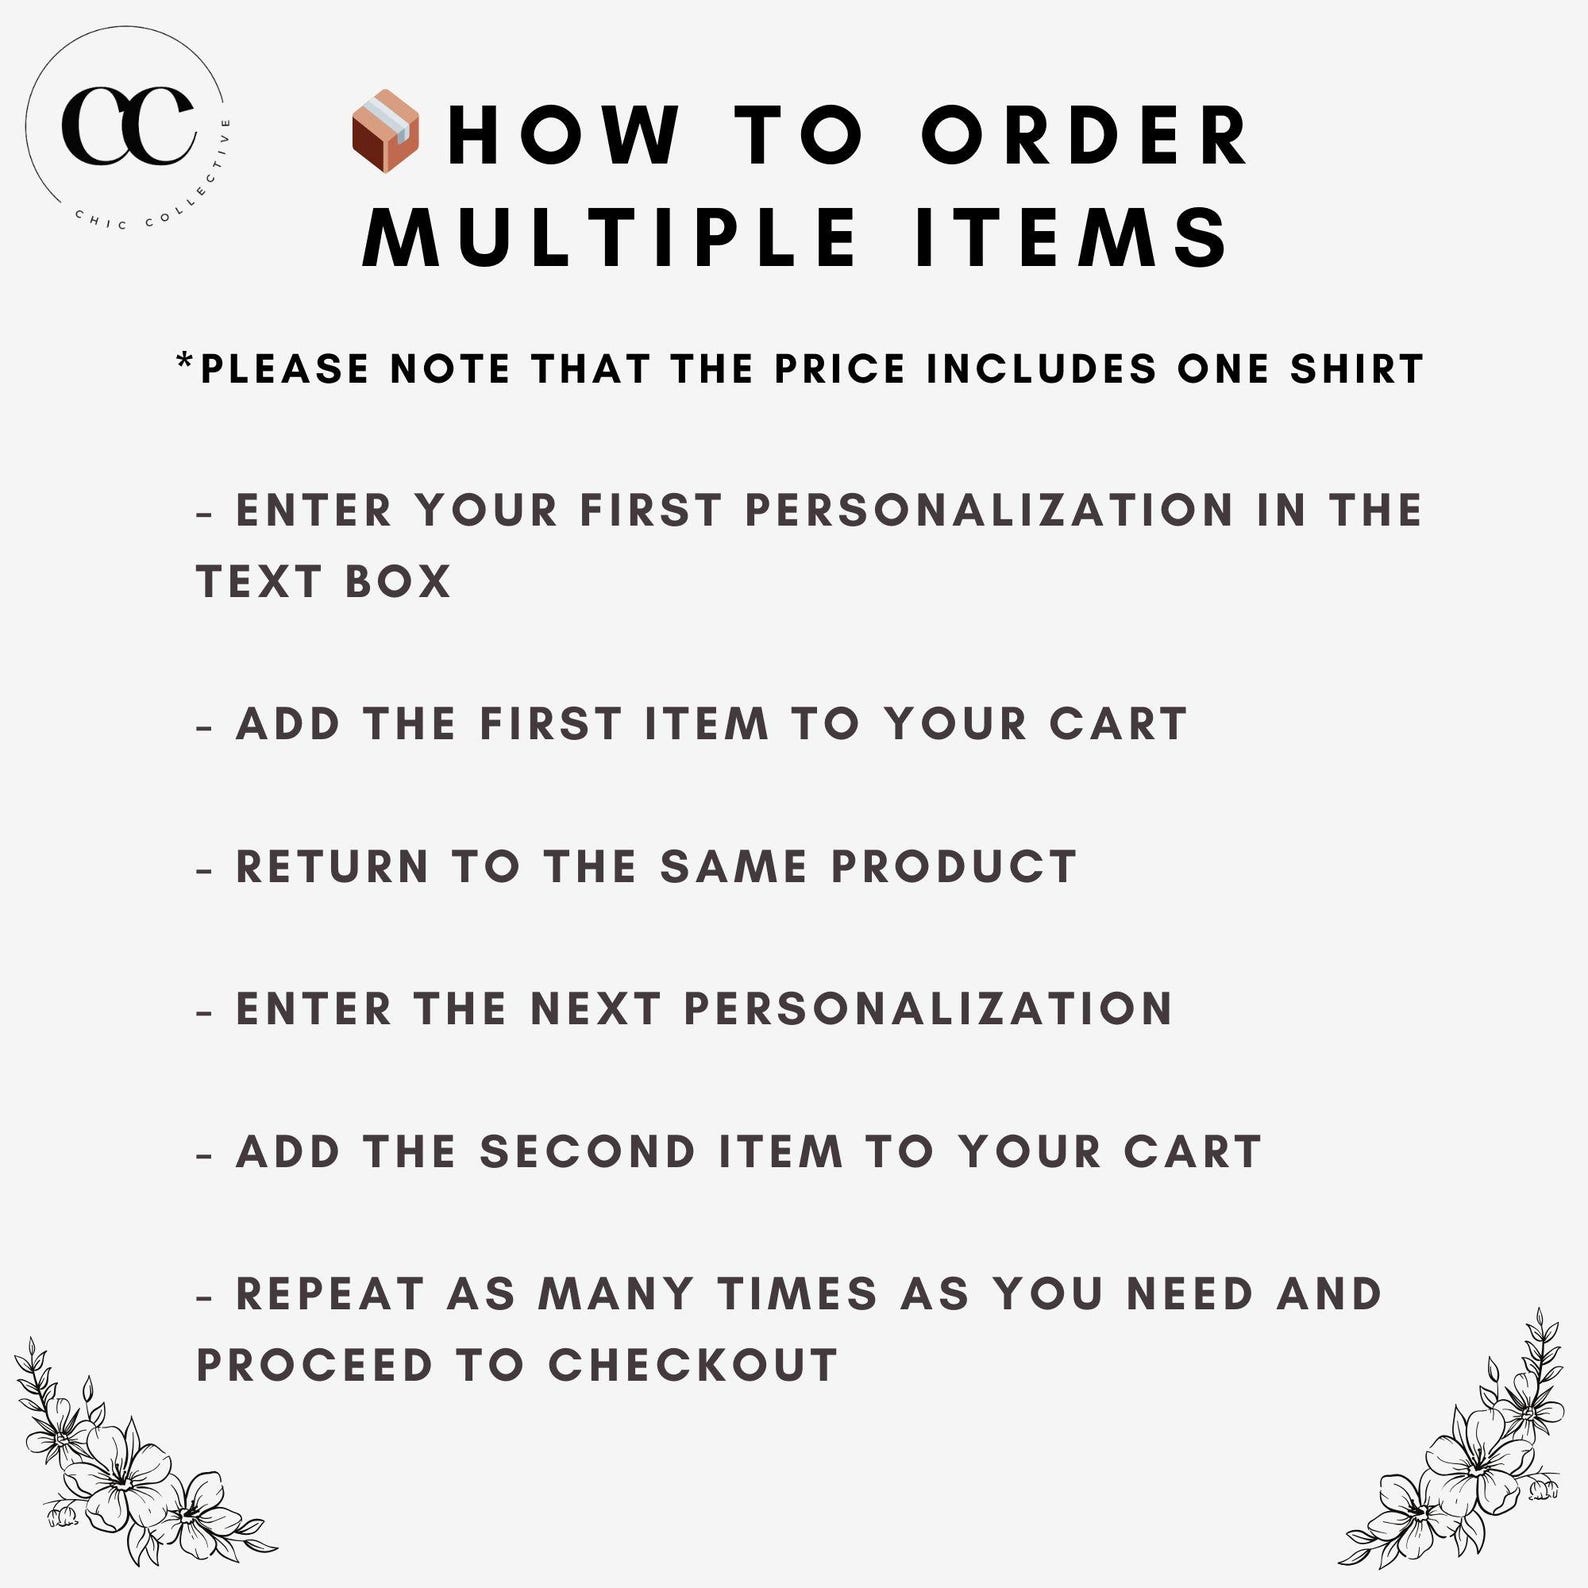 CC
CHIC COLLECTIVE
📦HOW TO ORDER
MULTIPLE ITEMS
*PLEASE NOTE THAT THE PRICE INCLUDES ONE SHIRT
- ENTER YOUR FIRST PERSONALIZATION IN THE
TEXT BOX
- ADD THE FIRST ITEM TO YOUR CART
- RETURN TO THE SAME PRODUCT
- ENTER THE NEXT PERSONALIZATION
- ADD THE SECOND ITEM TO YOUR CART
- REPEAT AS MANY TIMES AS YOU NEED AND
PROCEED TO CHECKOUT